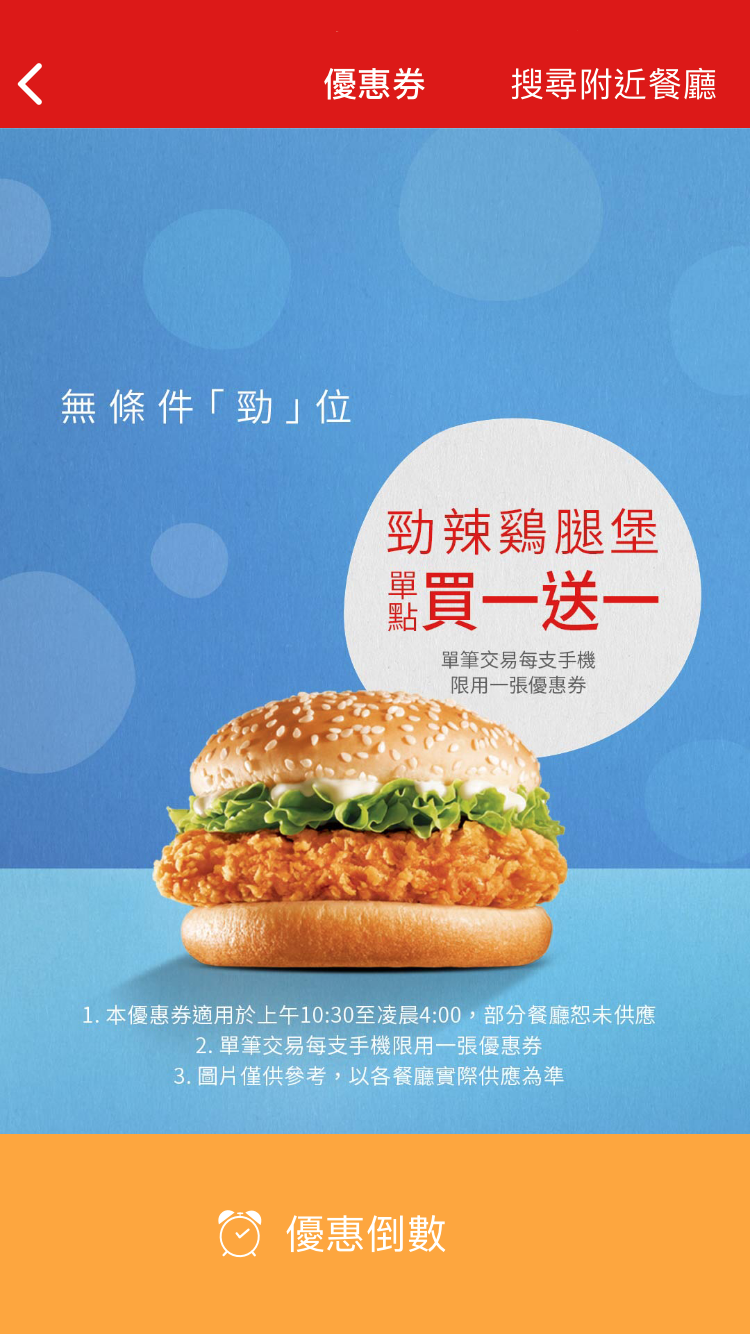 優惠券
搜尋附近餐廳
無條件「勁」位
勁辣鷄腿堡
單點買一送一
單筆交易每支手機
限用一張優惠券
1. 本優惠券適用於上午10:30至凌晨4:00，部分餐廳恕未供應
2. 單筆交易每支手機限用一張優惠券
3. 圖片僅供參考，以各餐廳實際供應為準
優惠倒數